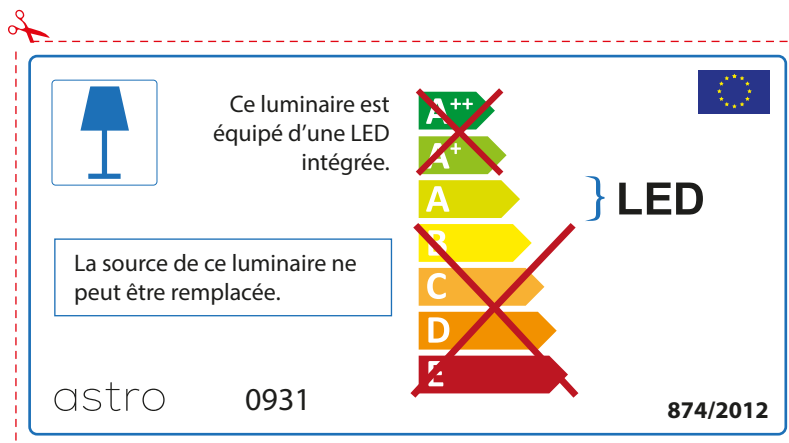 Ce luminaire est
équipé d’une LED
intégrée.
La source de ce luminaire ne
peut être remplacée.
A++
A+
A
B
C
D
E
LED
astro 0931
874/2012